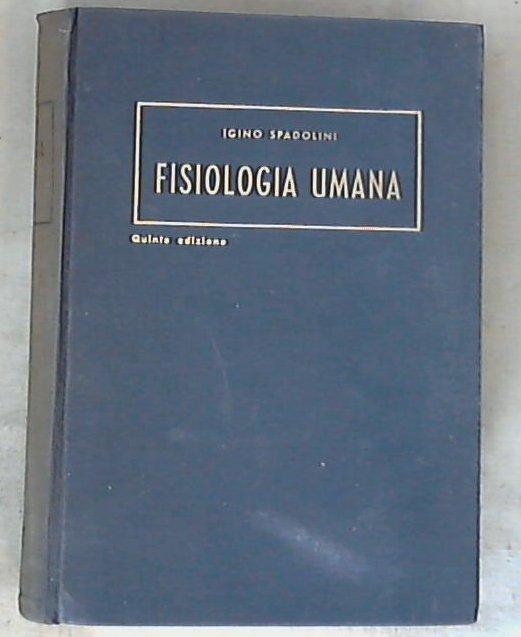 IGINO SPADOLINI
FISIOLOGIA UMANA
Quinta edizione